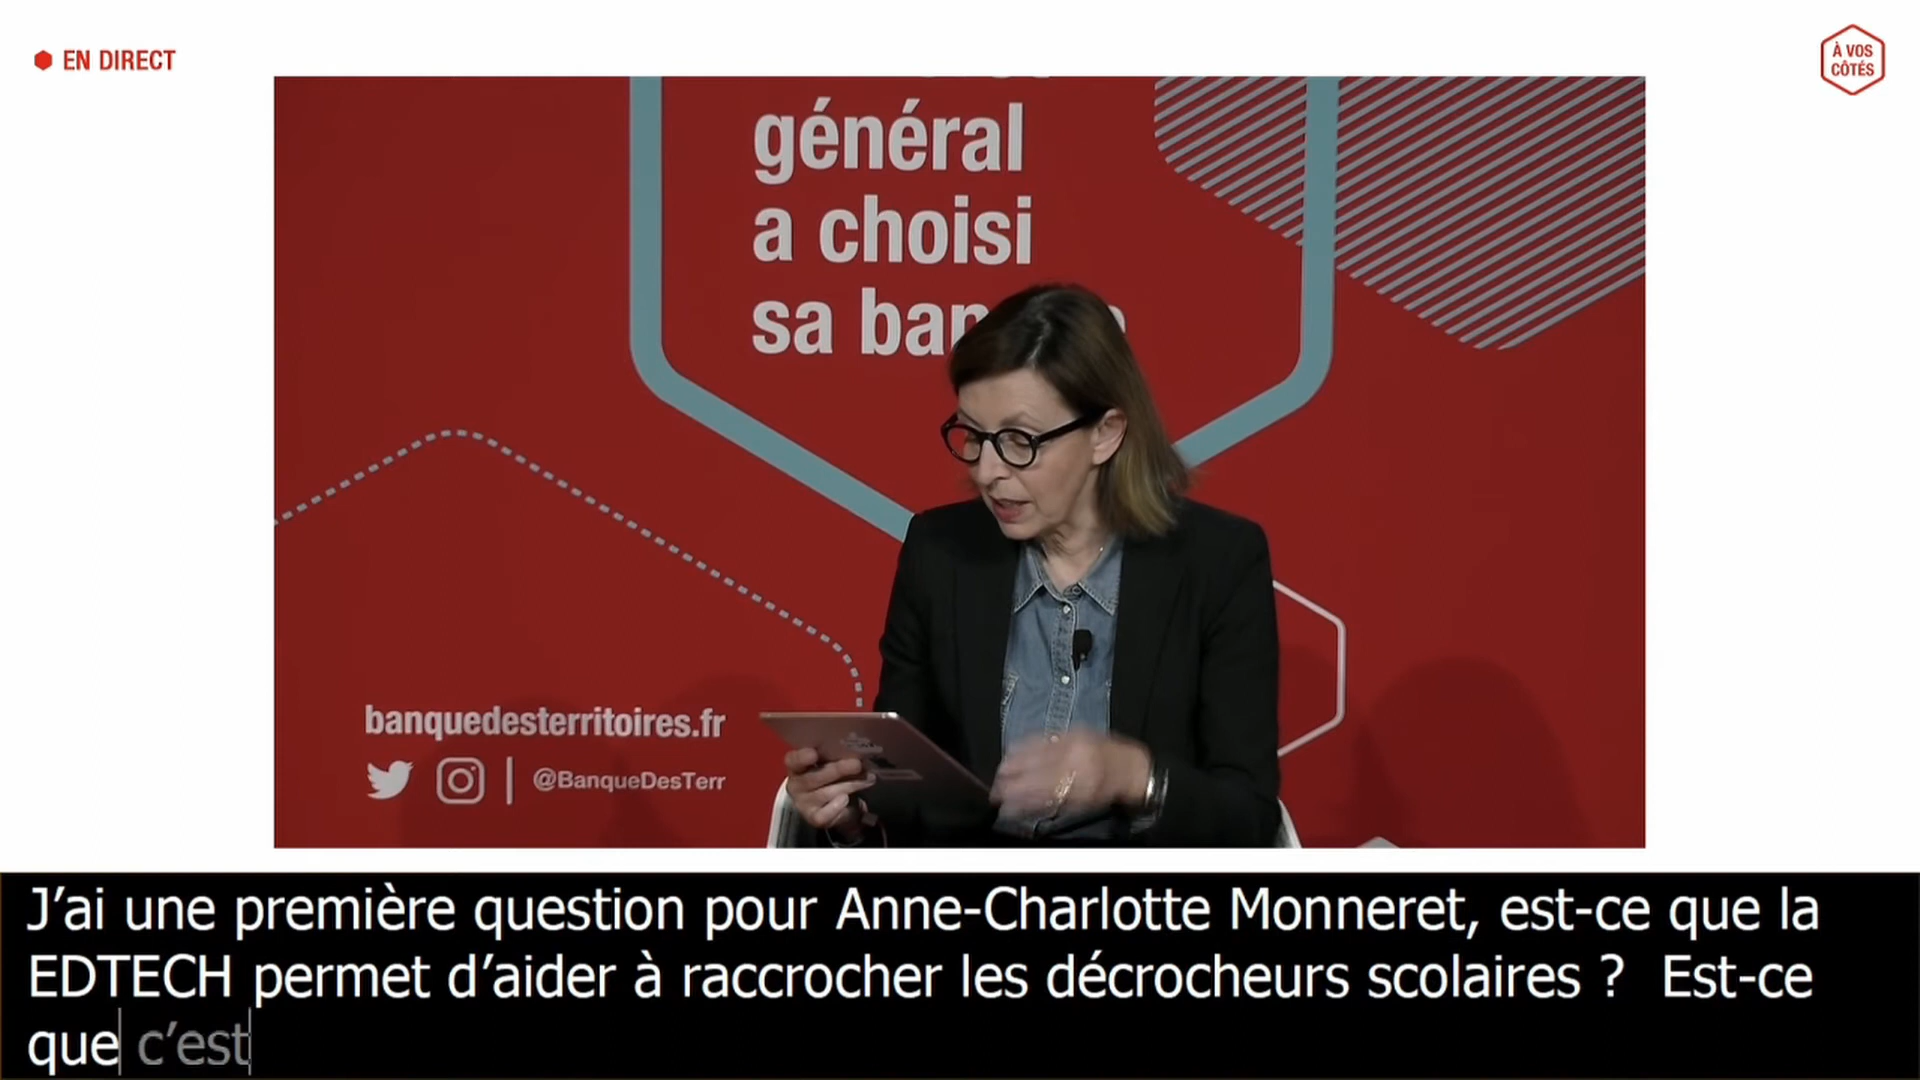 EN DIRECT
À VOS
CÔTÉS
général
a choisi
sa
banquedesterritoires.fr
@BanqueDesTerr
J’ai une première question pour Anne-Charlotte Monneret, est-ce que la
EDTECH permet d’aider à raccrocher les décrocheurs scolaires ? Est-ce
que c’est